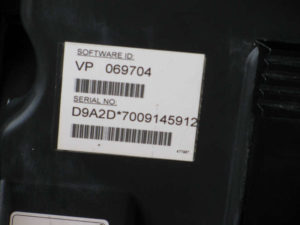 SOFTWARE ID:
VP 069704
SERIAL NO:
D9A2D*7009145912